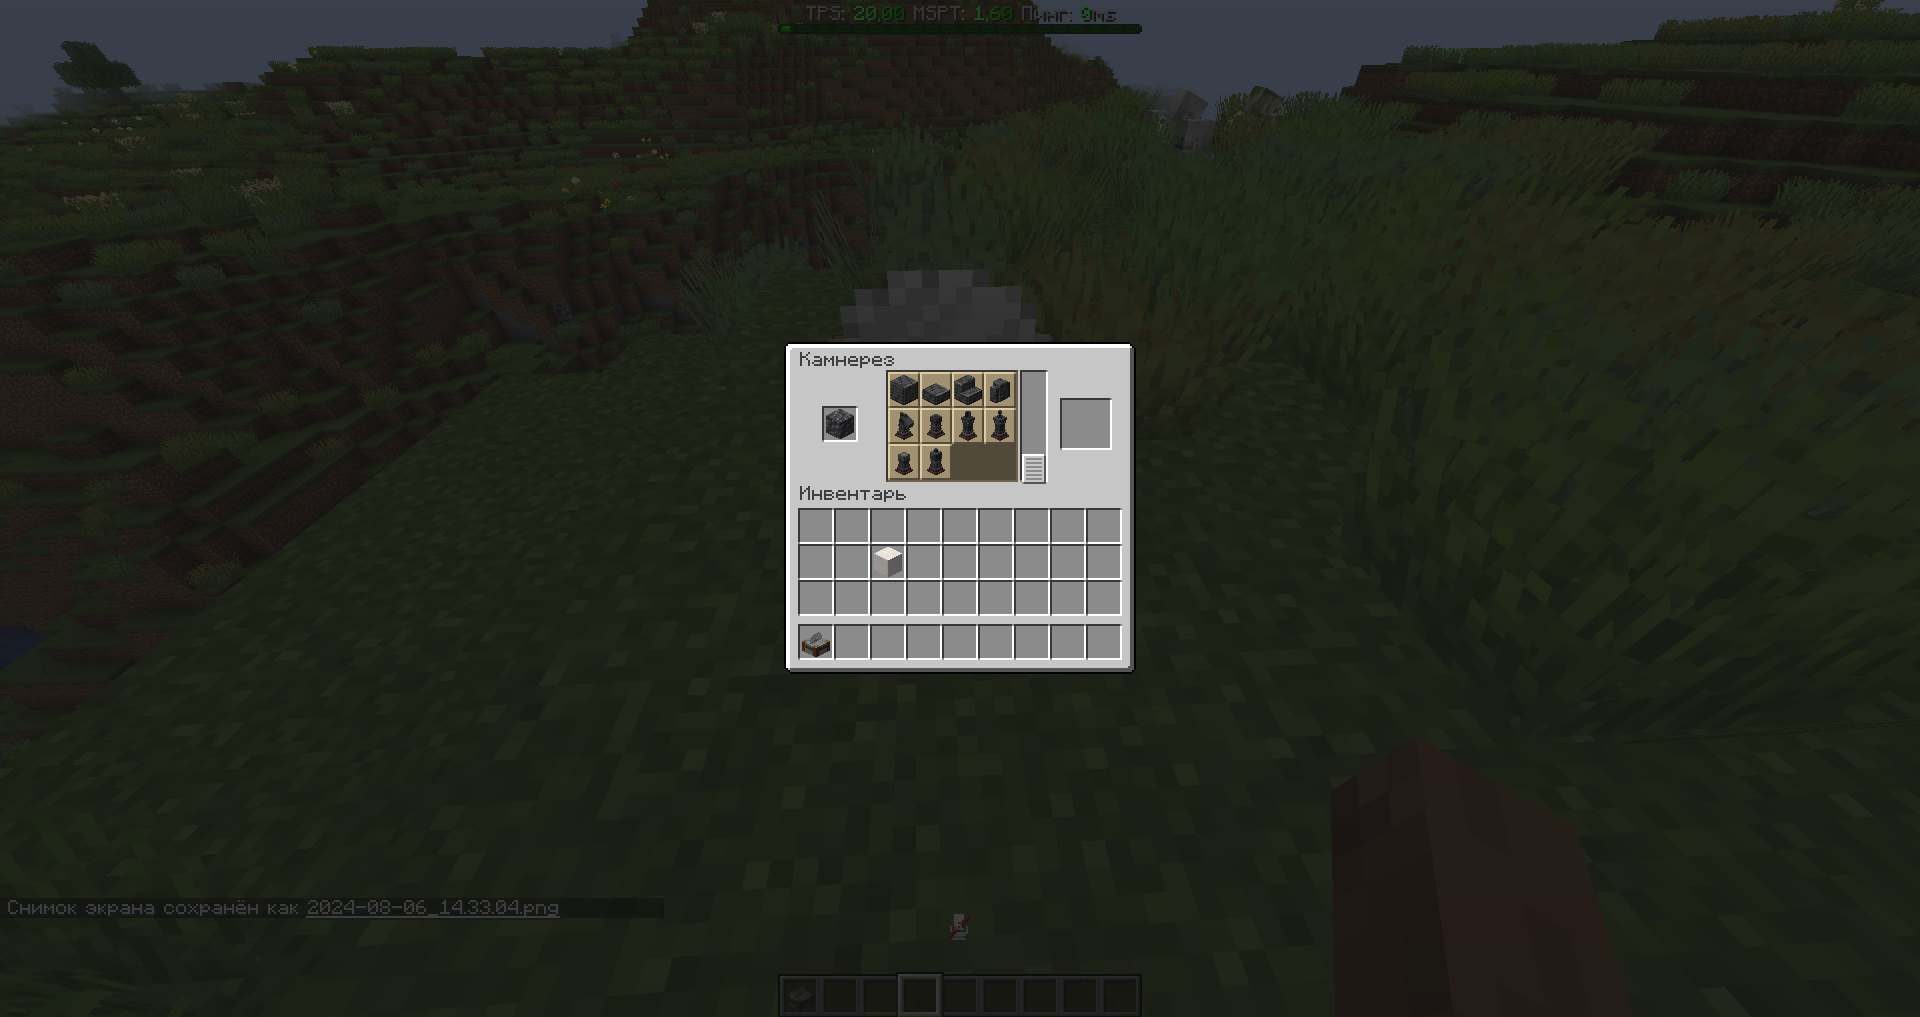 TPS: 20,00 MSPT: 1,60 Пинг: 0ms
Камнерез
Инвентарь
Снимок экрана сохранён как 2024-08-06_14.33.04.png